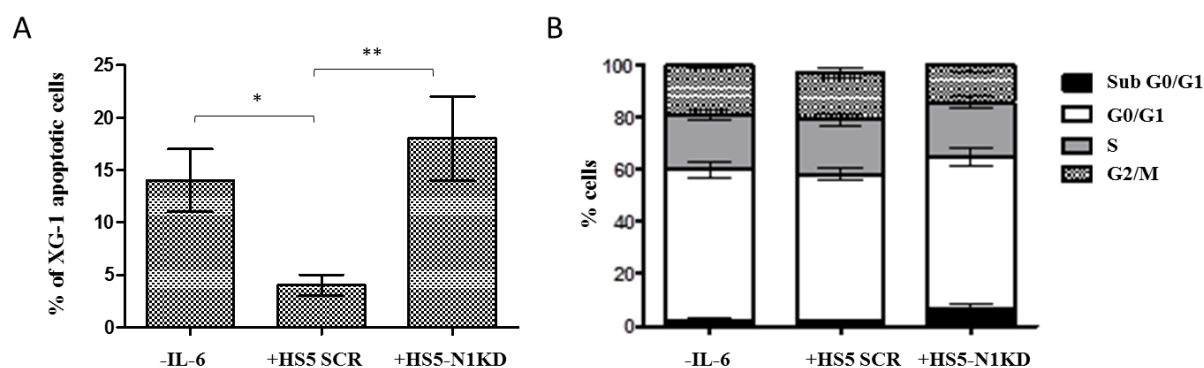 A
% of XG-1 apoptotic cells
25
20
15
10
5
0
*
**
-IL-6
+HS5 SCR
+HS5-N1KD
B
% cells
100
80
60
40
20
0
-IL-6
+HS5 SCR
+HS5-N1KD
Sub G0/G1
G0/G1
S
G2/M